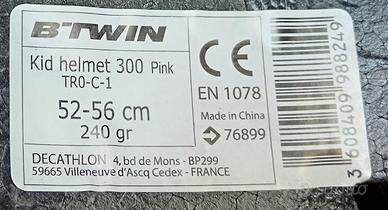 B'TWIN
Kid helmet 300 Pink
TR0-C-1
52-56 cm
240 gr
CE
EN 1078
Made in China
76899
DECATHLON 4, bd de Mons - BP299
59665 Villeneuve d'Ascq Cedex - FRANCE
3 608409 988249